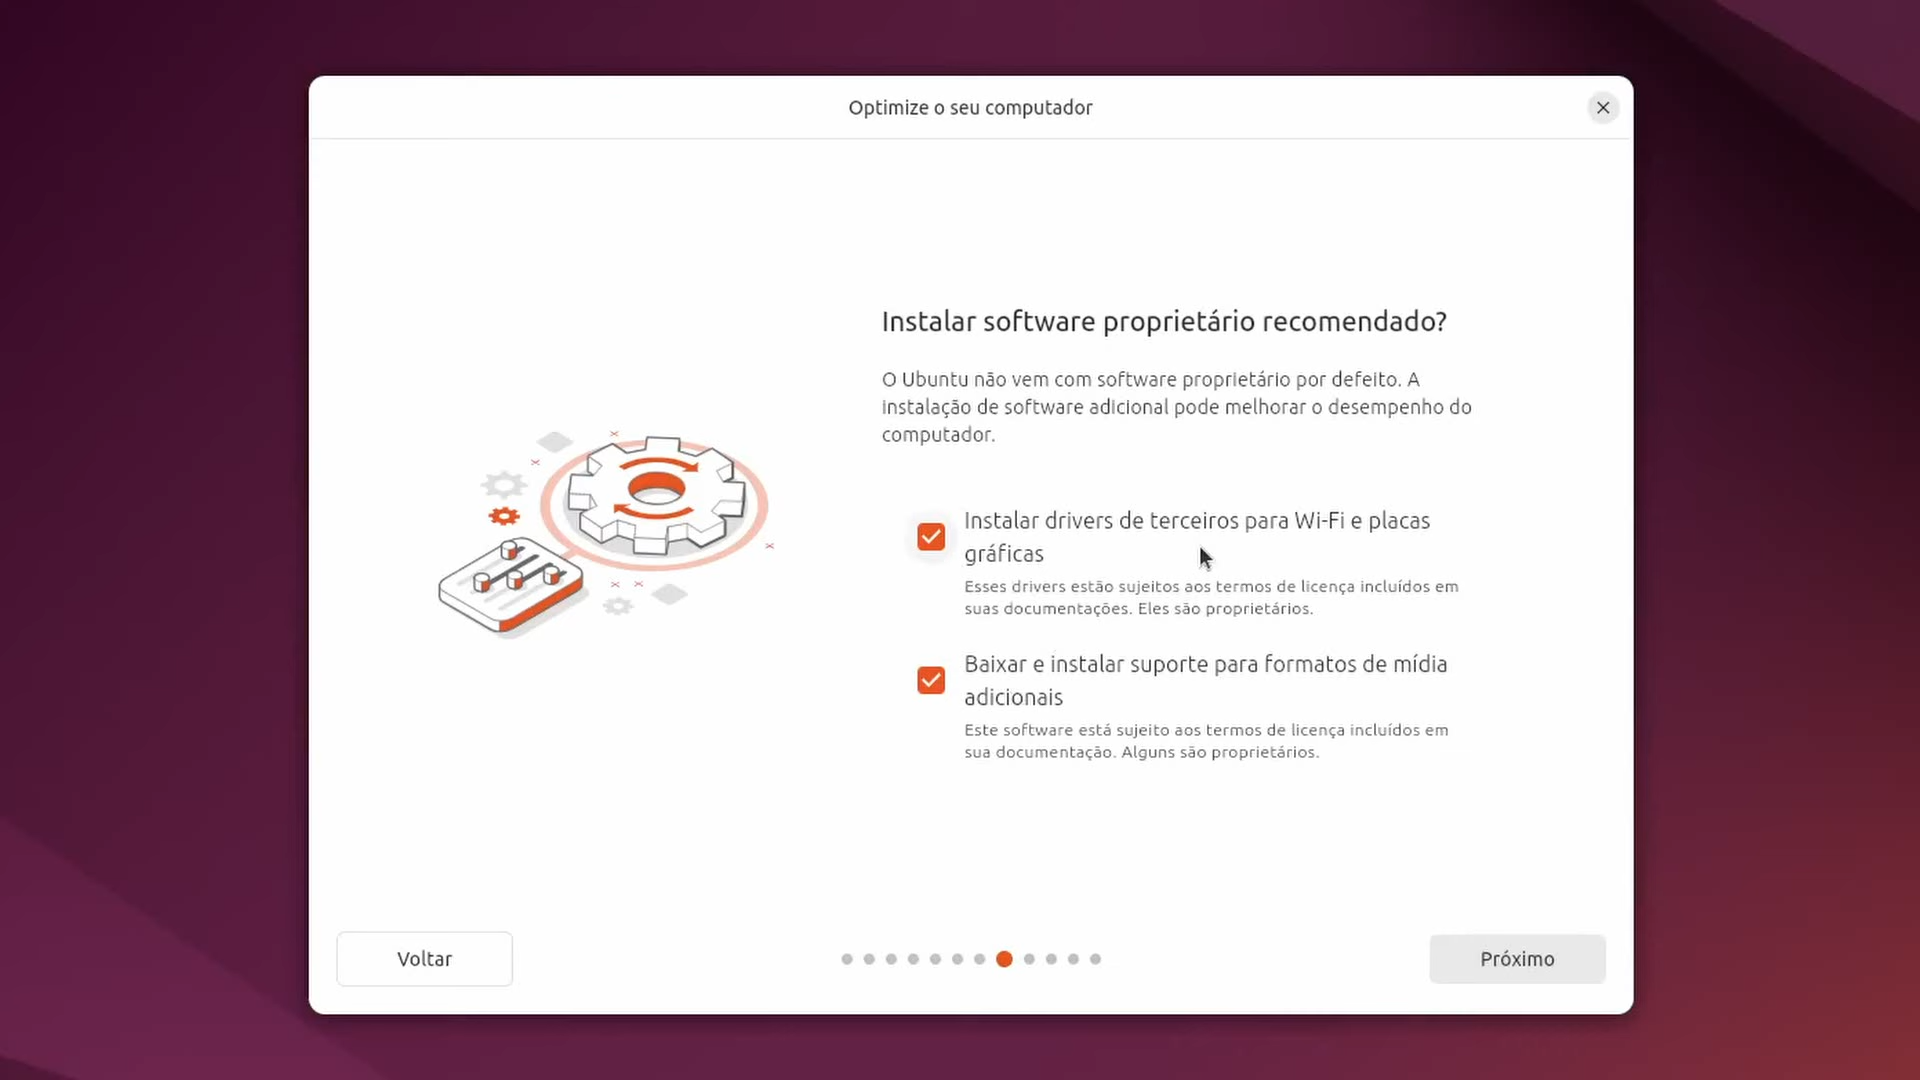 Optimize o seu computador
Instalar software proprietário recomendado?
O Ubuntu não vem com software proprietário por defeito. A
instalação de software adicional pode melhorar o desempenho do
computador.
Instalar drivers de terceiros para Wi-Fi e placas
gráficas
Esses drivers estão sujeitos aos termos de licença incluídos em
suas documentações. Eles são proprietários.
Baixar e instalar suporte para formatos de mídia
adicionais
Este software está sujeito aos termos de licença incluídos em
sua documentação. Alguns são proprietários.
Voltar
Próximo